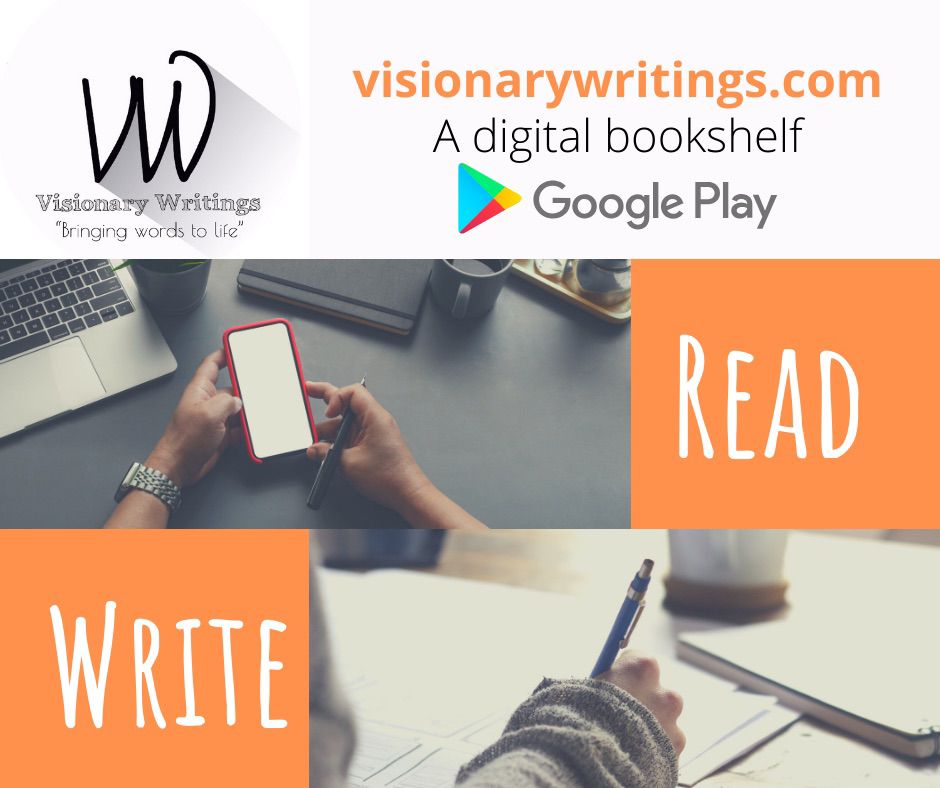 VW
Visionary Writings
"Bringing words to life"
visionarywritings.com
A digital bookshelf
Google Play
READ
WRITE